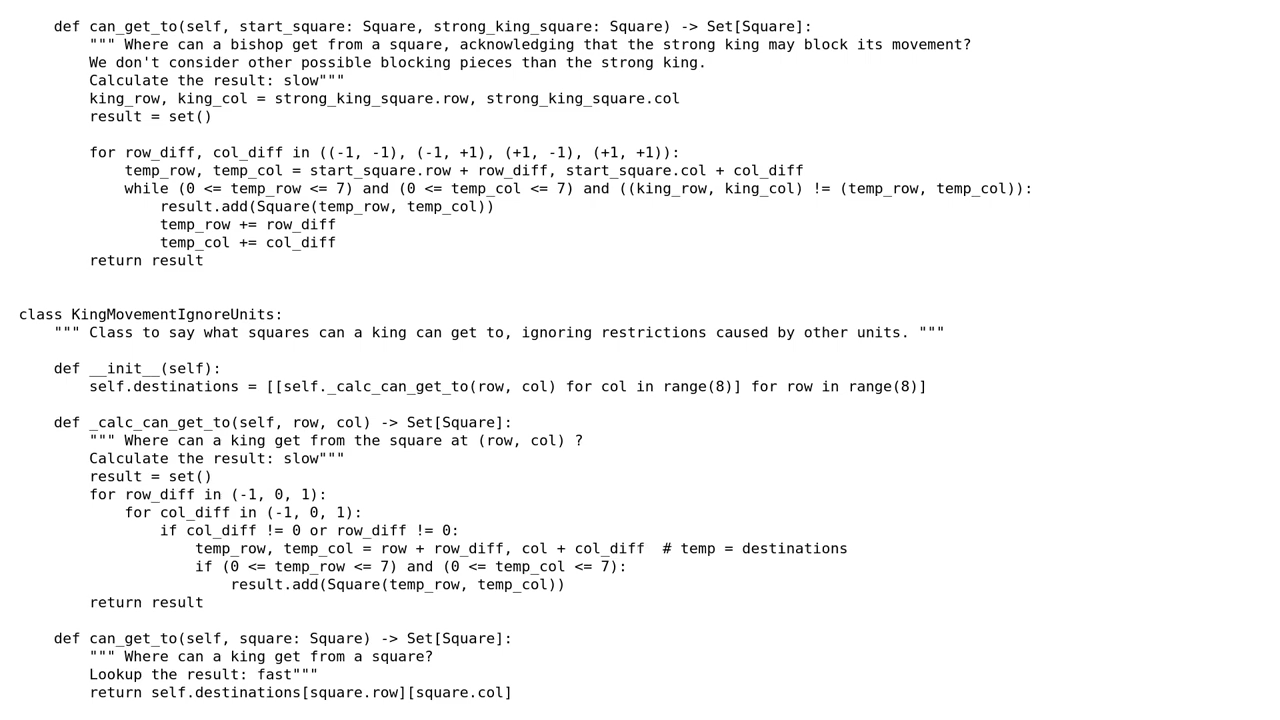 def can_get_to(self, start_square: Square, strong_king_square: Square) -> Set[Square]:
        """ Where can a bishop get from a square, acknowledging that the strong king may block its movement?
        We don't consider other possible blocking pieces than the strong king.
        Calculate the result: slow"""
        king_row, king_col = strong_king_square.row, strong_king_square.col
        result = set()

        for row_diff, col_diff in ((-1, -1), (-1, +1), (+1, -1), (+1, +1)):
            temp_row, temp_col = start_square.row + row_diff, start_square.col + col_diff
            while (0 <= temp_row <= 7) and (0 <= temp_col <= 7) and ((king_row, king_col) != (temp_row, temp_col)):
                result.add(Square(temp_row, temp_col))
                temp_row += row_diff
                temp_col += col_diff
        return result


class KingMovementIgnoreUnits:
    """ Class to say what squares can a king can get to, ignoring restrictions caused by other units. """

    def __init__(self):
        self.destinations = [[self._calc_can_get_to(row, col) for col in range(8)] for row in range(8)]

    def _calc_can_get_to(self, row, col) -> Set[Square]:
        """ Where can a king get from the square at (row, col) ?
        Calculate the result: slow"""
        result = set()
        for row_diff in (-1, 0, 1):
            for col_diff in (-1, 0, 1):
                if col_diff != 0 or row_diff != 0:
                    temp_row, temp_col = row + row_diff, col + col_diff  # temp = destinations
                    if (0 <= temp_row <= 7) and (0 <= temp_col <= 7):
                        result.add(Square(temp_row, temp_col))
        return result

    def can_get_to(self, square: Square) -> Set[Square]:
        """ Where can a king get from a square?
        Lookup the result: fast"""
        return self.destinations[square.row][square.col]